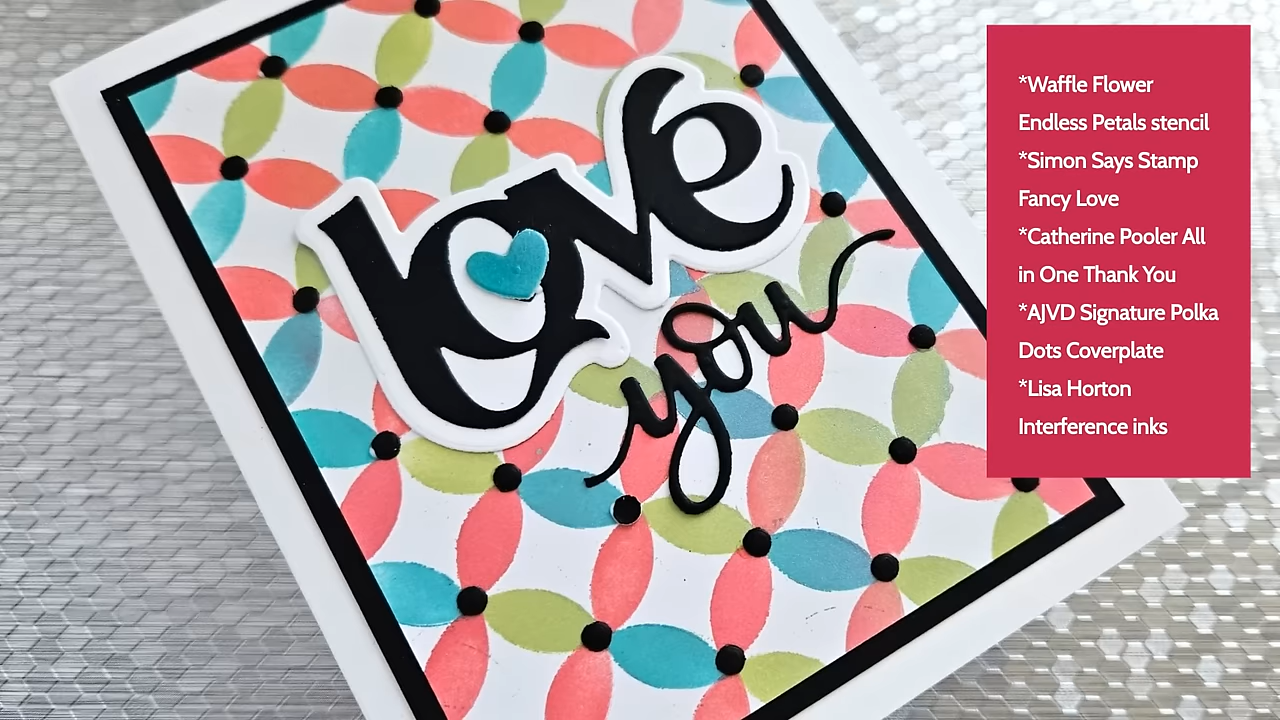 love
you
*Waffle Flower
Endless Petals stencil
*Simon Says Stamp
Fancy Love
*Catherine Pooler All
in One Thank You
*AJVD Signature Polka
Dots Coverplate
*Lisa Horton
Interference inks